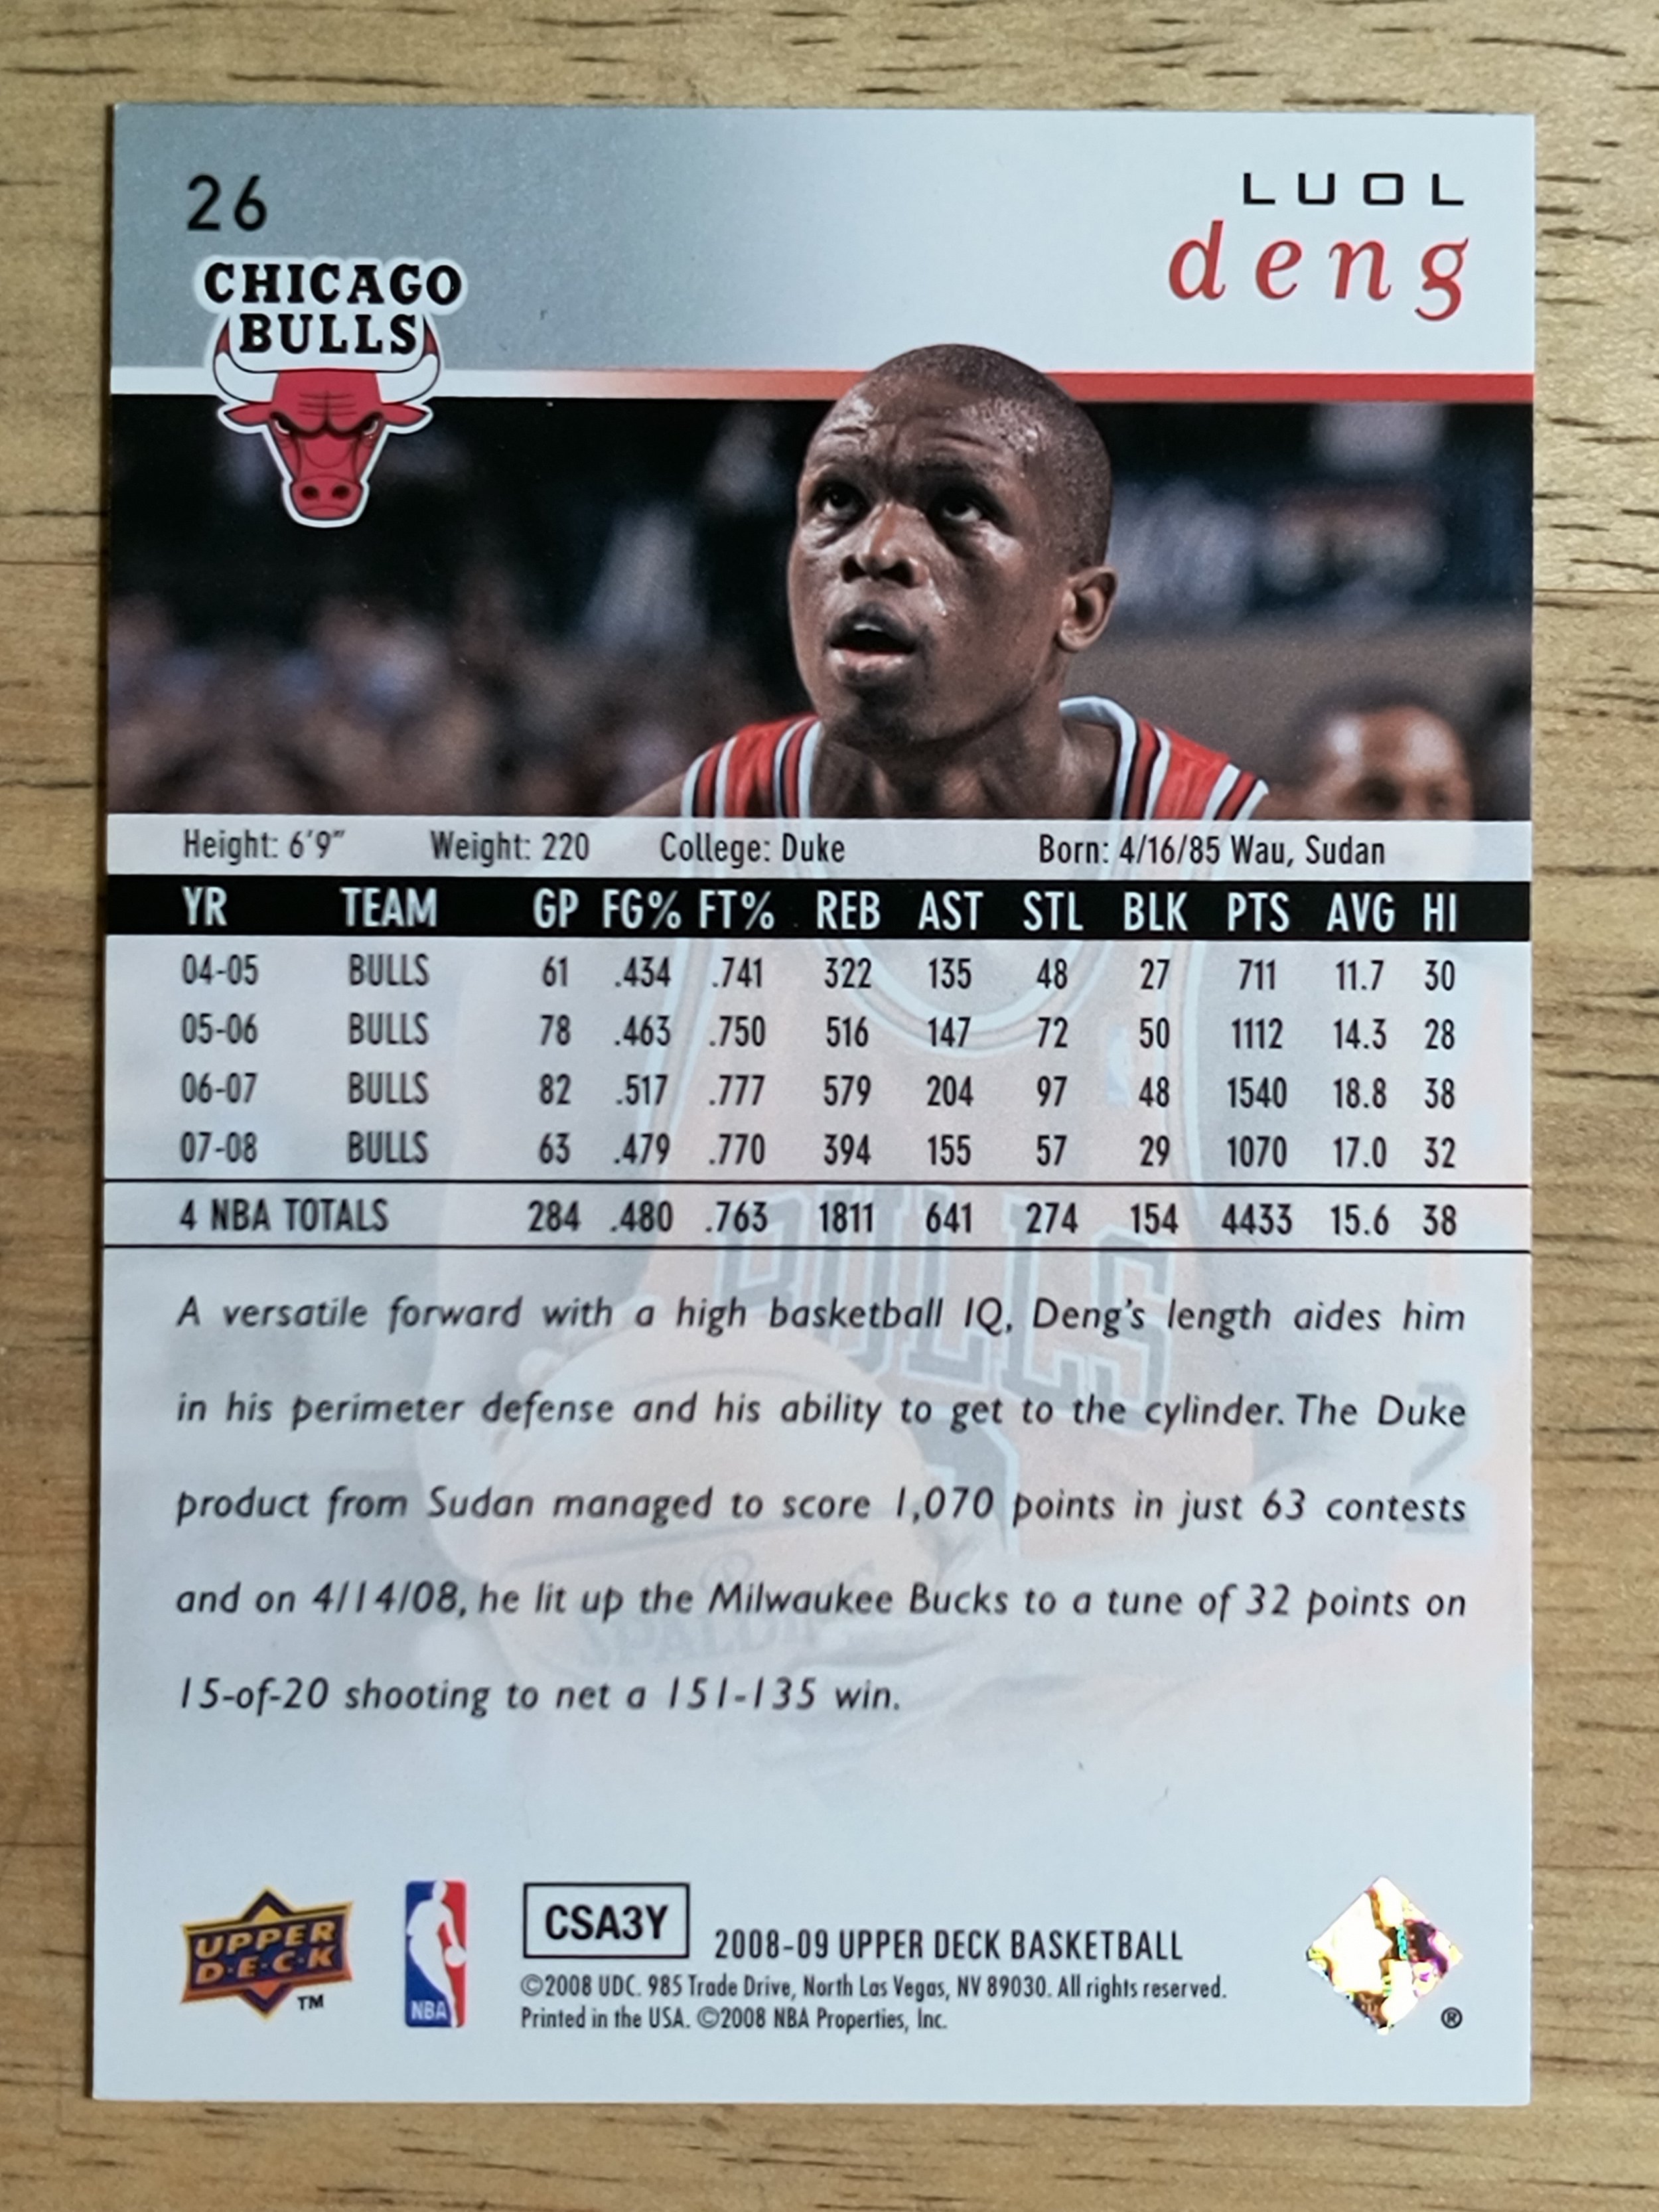 26
LUOL
deng
CHICAGO
BULLS
Height: 6'9" Weight: 220 College: Duke Born: 4/16/85 Wau, Sudan
YR TEAM GP FG% FT% REB AST STL BLK PTS AVG HI
04-05 BULLS 61 .434 .741 322 135 48 27 711 11.7 30
05-06 BULLS 78 .463 .750 516 147 72 50 1112 14.3 28
06-07 BULLS 82 .517 .777 579 204 97 48 1540 18.8 38
07-08 BULLS 63 .479 .770 394 155 57 29 1070 17.0 32
4 NBA TOTALS 284 .480 .763 1811 641 274 154 4433 15.6 38
BULLS
SPALDING
A versatile forward with a high basketball IQ, Deng's length aides him
in his perimeter defense and his ability to get to the cylinder. The Duke
product from Sudan managed to score 1,070 points in just 63 contests
and on 4/14/08, he lit up the Milwaukee Bucks to a tune of 32 points on
15-of-20 shooting to net a 151-135 win.
UPPER
D·E·C·K
TM
NBA
CSA3Y
2008-09 UPPER DECK BASKETBALL
©2008 UDC. 985 Trade Drive, North Las Vegas, NV 89030. All rights reserved.
Printed in the USA. ©2008 NBA Properties, Inc.
®